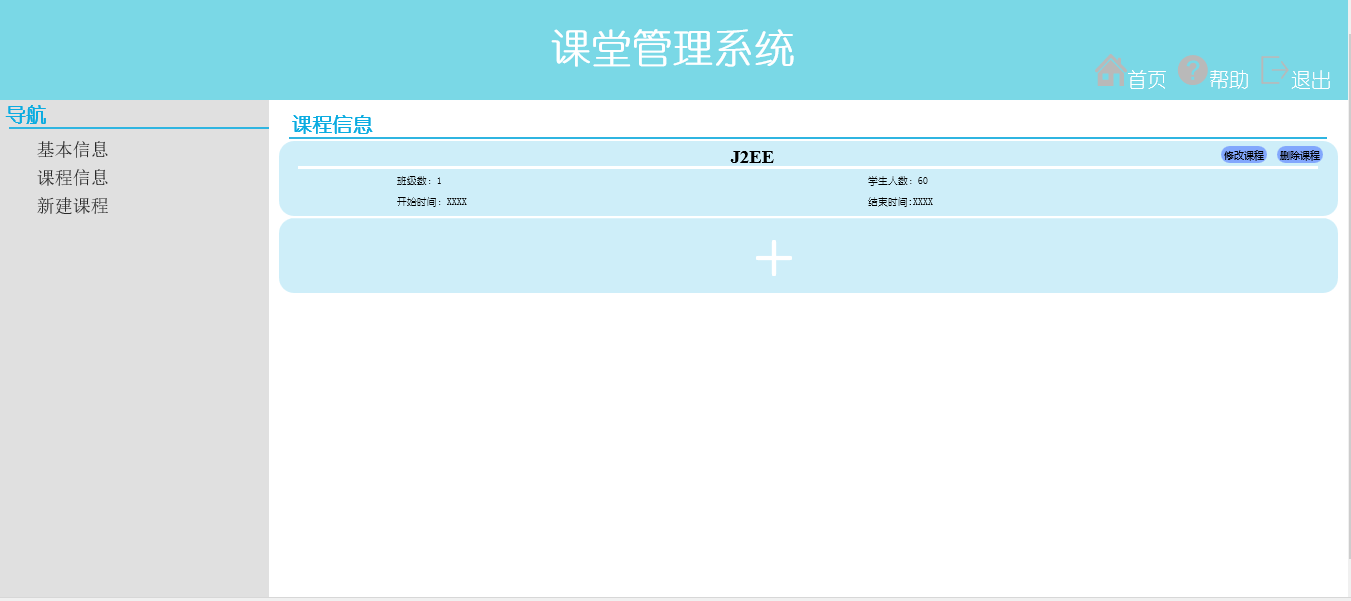 课堂管理系统
首页 帮助 退出
导航
基本信息
课程信息
新建课程
课程信息
J2EE
修改课程 删除课程
班级数: 1 学生人数: 60
开始时间: XXXX 结束时间:XXXX